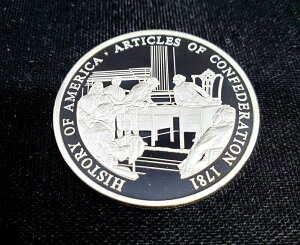 HISTORY OF AMERICA · ARTICLES OF CONFEDERATION 1781